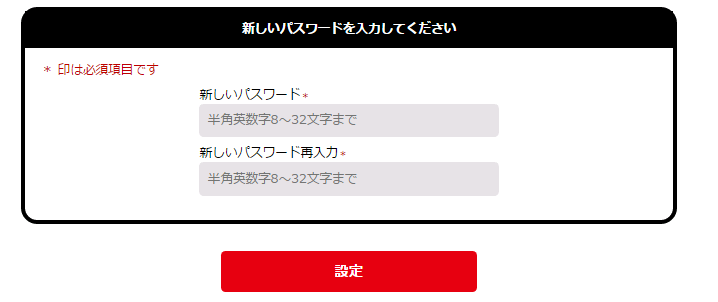 新しいパスワードを入力してください
* 印は必須項目です
新しいパスワード*
半角英数字8～32文字まで
新しいパスワード再入力*
半角英数字8～32文字まで
設定